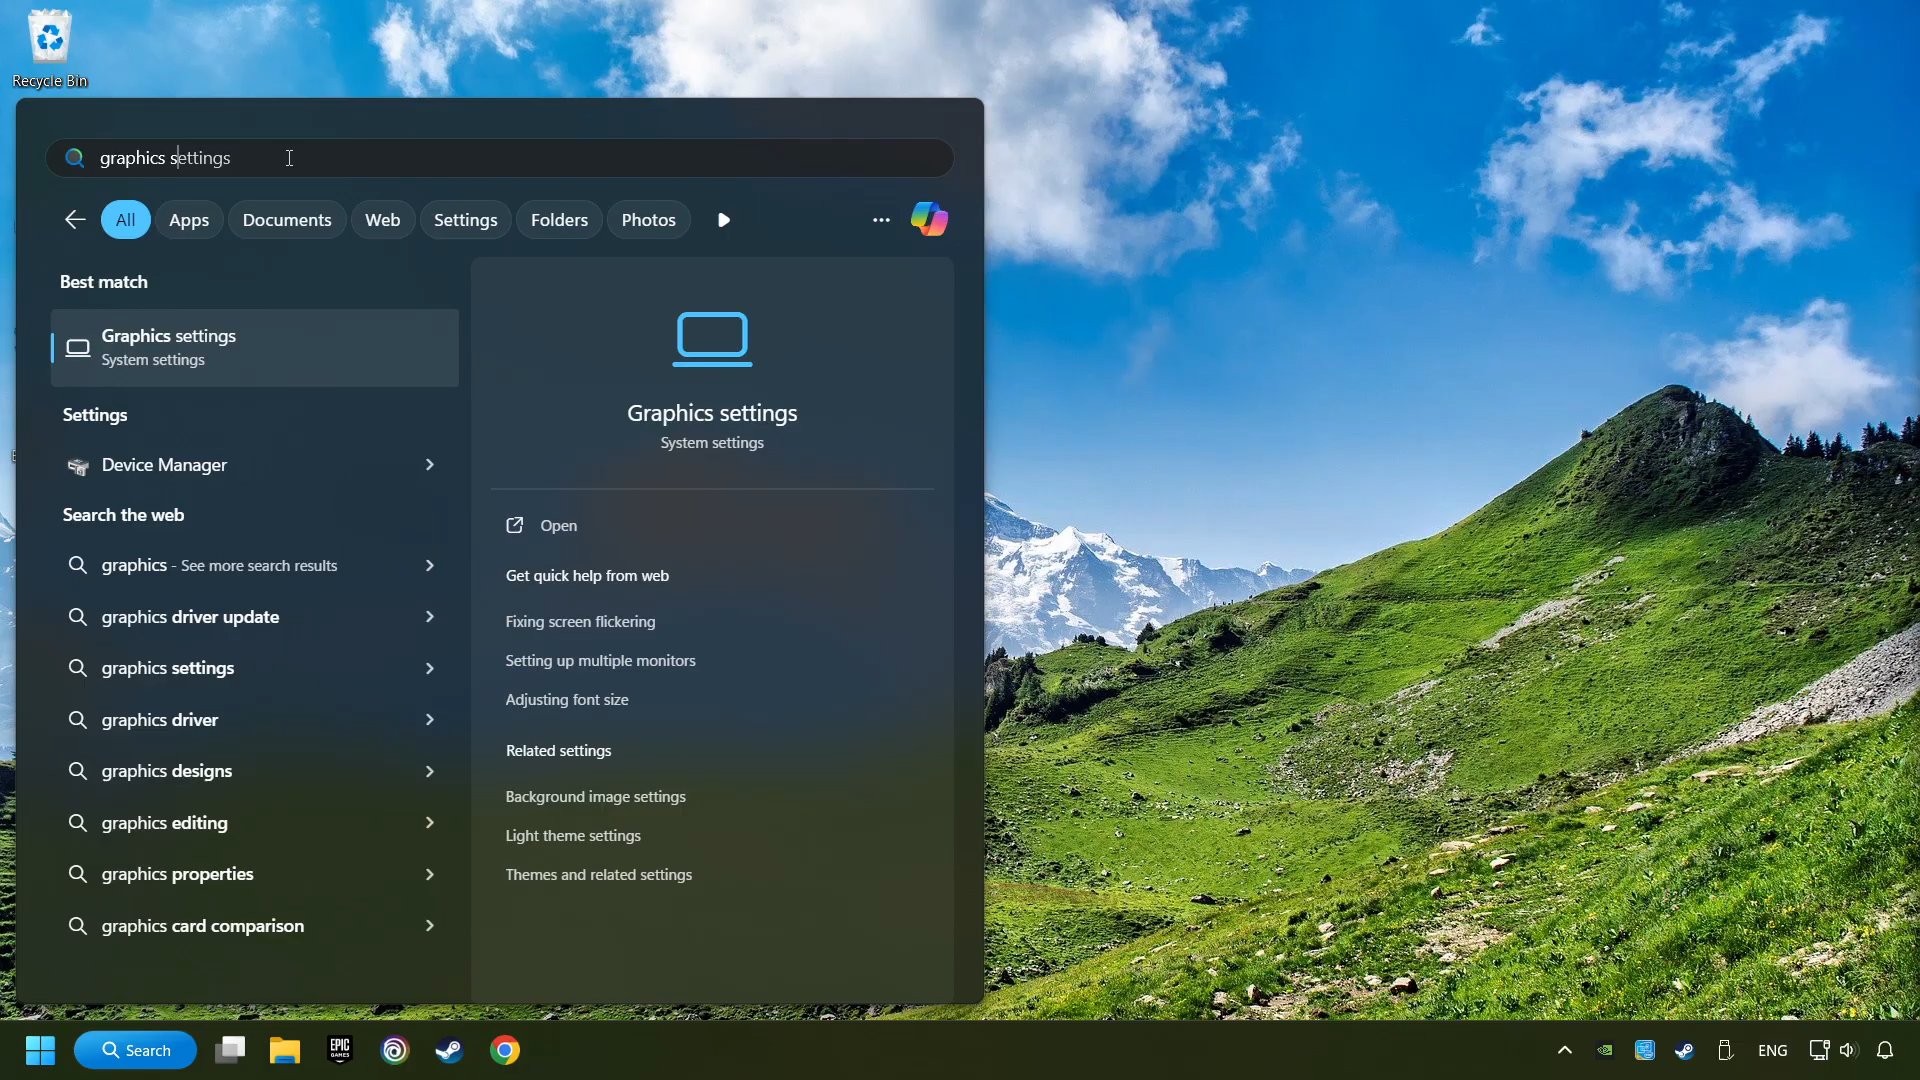 Recycle Bin
graphics settings
All
Apps
Documents
Web
Settings
Folders
Photos
Best match
Graphics settings
System settings
Settings
Device Manager
Search the web
graphics - See more search results
graphics driver update
graphics settings
graphics driver
graphics designs
graphics editing
graphics properties
graphics card comparison
Graphics settings
System settings
Open
Get quick help from web
Fixing screen flickering
Setting up multiple monitors
Adjusting font size
Related settings
Background image settings
Light theme settings
Themes and related settings
Search
EPIC
GAMES
ENG